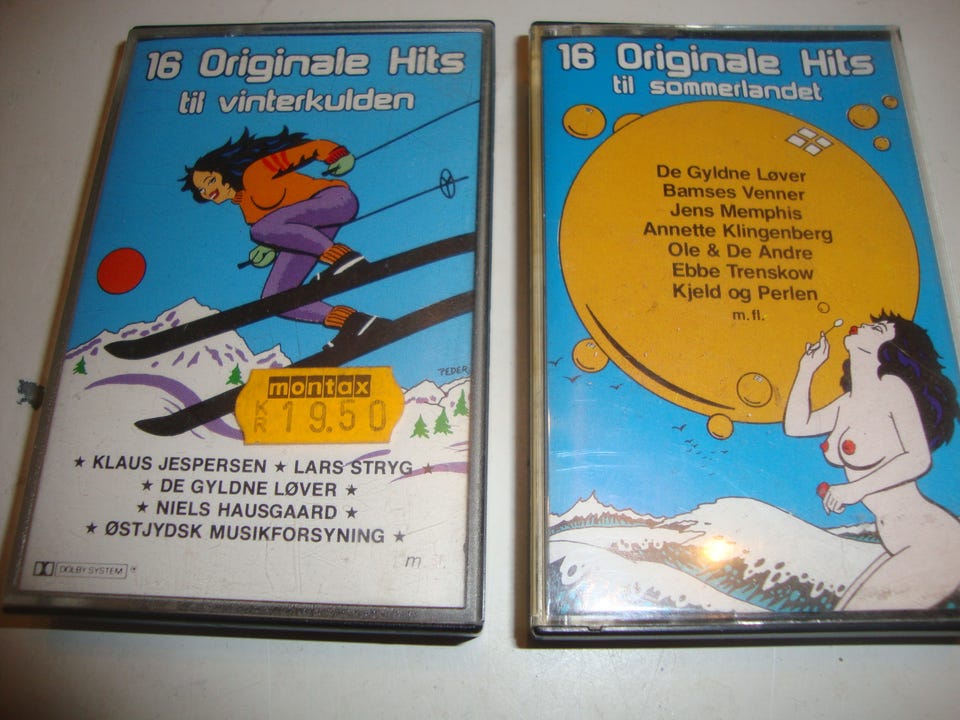 16 Originale Hits
til vinterkulden
PEDER
montax
KR 19.50
★ KLAUS JESPERSEN ★ LARS STRYG ★
★ DE GYLDNE LØVER ★
★ NIELS HAUSGAARD ★
★ ØSTJYDSK MUSIKFORSYNING ★
m. fl.
DOLBY SYSTEM ®
16 Originale Hits
til sommerlandet
De Gyldne Løver
Bamses Venner
Jens Memphis
Annette Klingenberg
Ole & De Andre
Ebbe Trenskow
Kjeld og Perlen
m.fl.